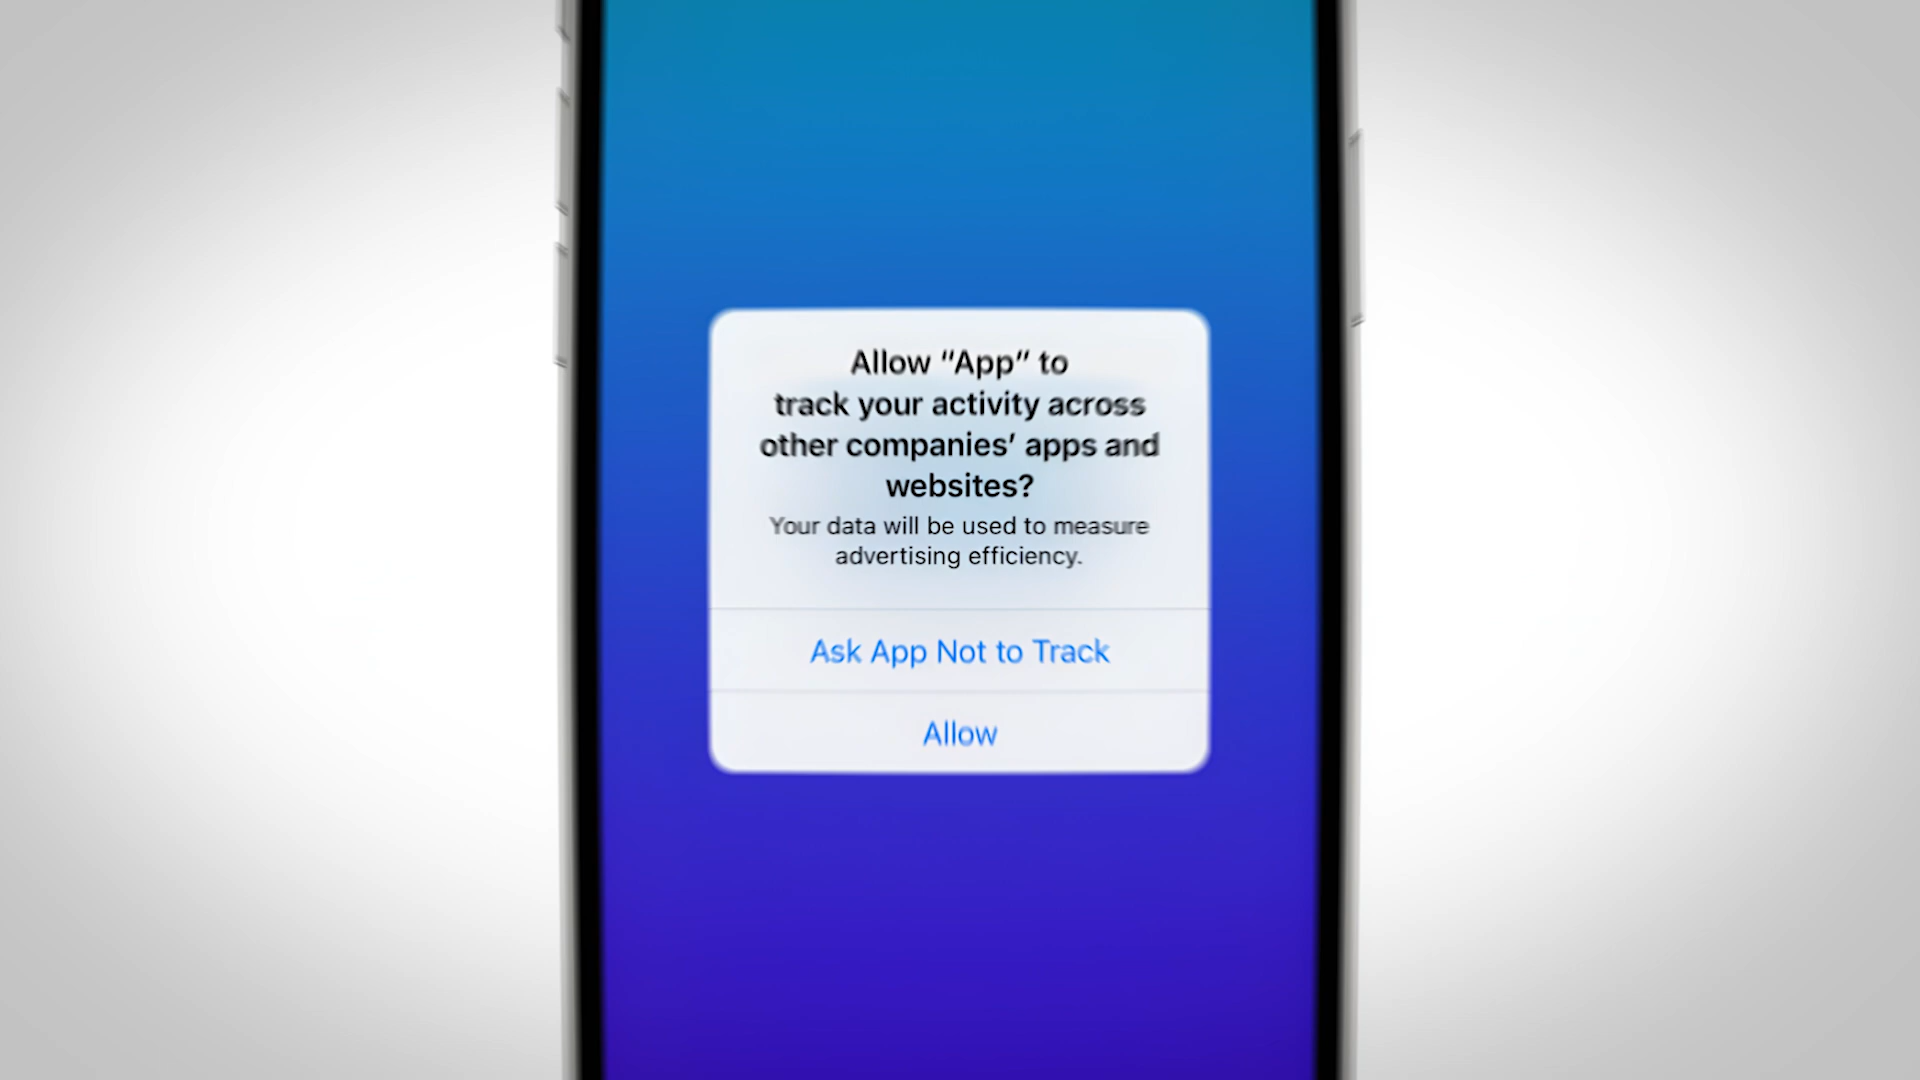 Allow “App” to
track your activity across
other companies’ apps and
websites?
Your data will be used to measure
advertising efficiency.
Ask App Not to Track
Allow